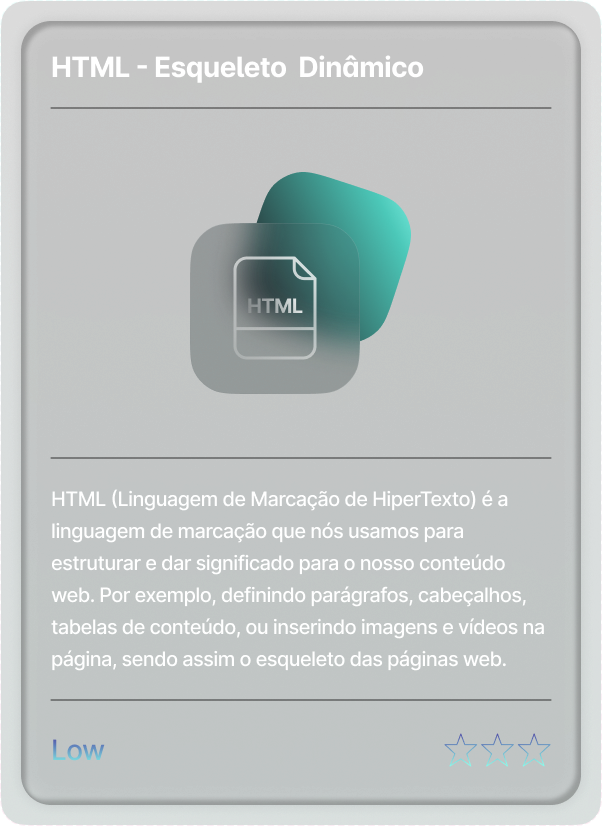 HTML - Esqueleto Dinâmico
HTML
HTML (Linguagem de Marcação de HiperTexto) é a
linguagem de marcação que nós usamos para
estruturar e dar significado para o nosso conteúdo
web. Por exemplo, definindo parágrafos, cabeçalhos,
tabelas de conteúdo, ou inserindo imagens e vídeos na
página, sendo assim o esqueleto das páginas web.
Low